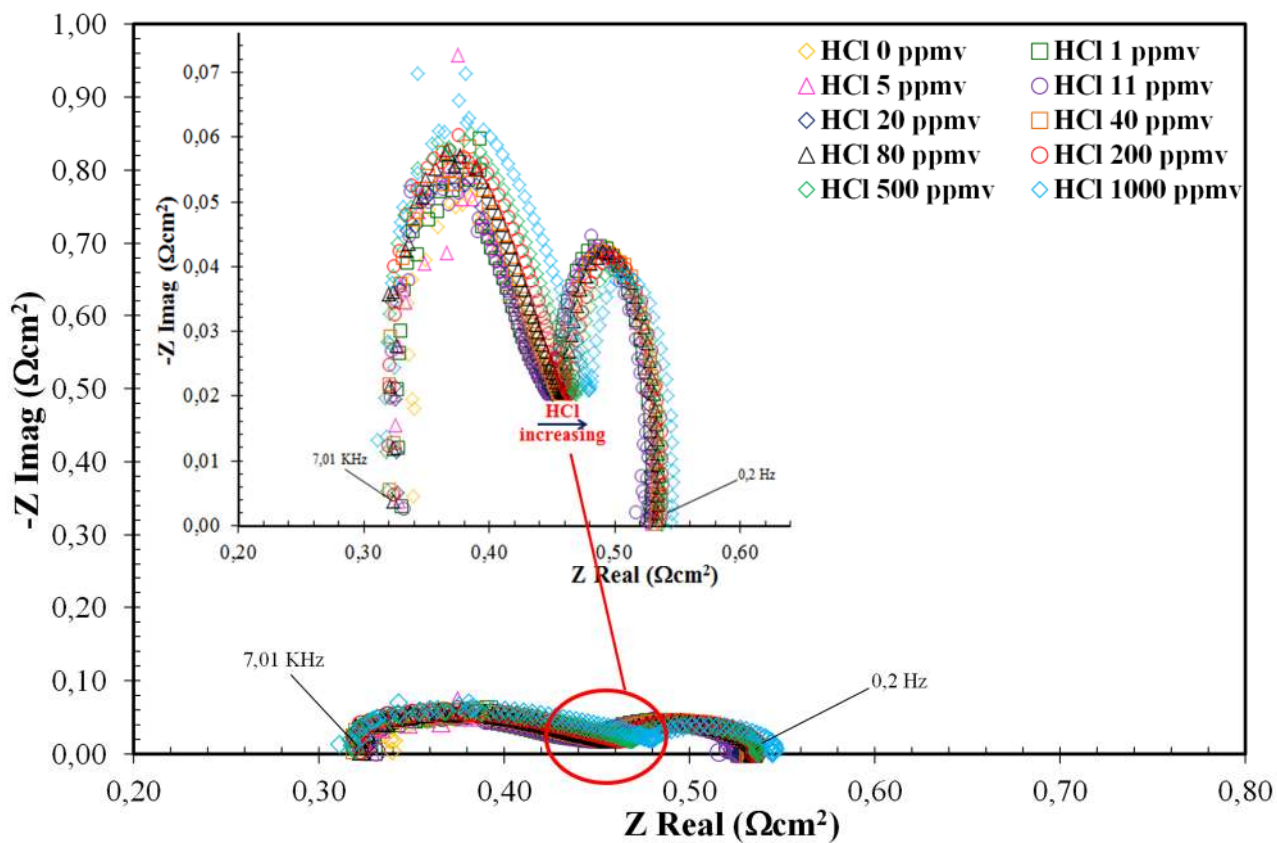 HCl 0 ppmv
HCl 1 ppmv
HCl 5 ppmv
HCl 11 ppmv
HCl 20 ppmv
HCl 40 ppmv
HCl 80 ppmv
HCl 200 ppmv
HCl 500 ppmv
HCl 1000 ppmv
-Z Imag (Ωcm²)
1,00
0,90
0,80
0,70
0,60
0,50
0,40
0,30
0,20
0,10
0,00
-Z Imag (Ωcm²)
0,07
0,06
0,05
0,04
0,03
0,02
0,01
0,00
HCl
increasing
7,01 KHz
0,2 Hz
0,20
0,30
0,40
0,50
0,60
Z Real (Ωcm²)
7,01 KHz
0,2 Hz
0,20
0,30
0,40
0,50
0,60
0,70
0,80
Z Real (Ωcm²)